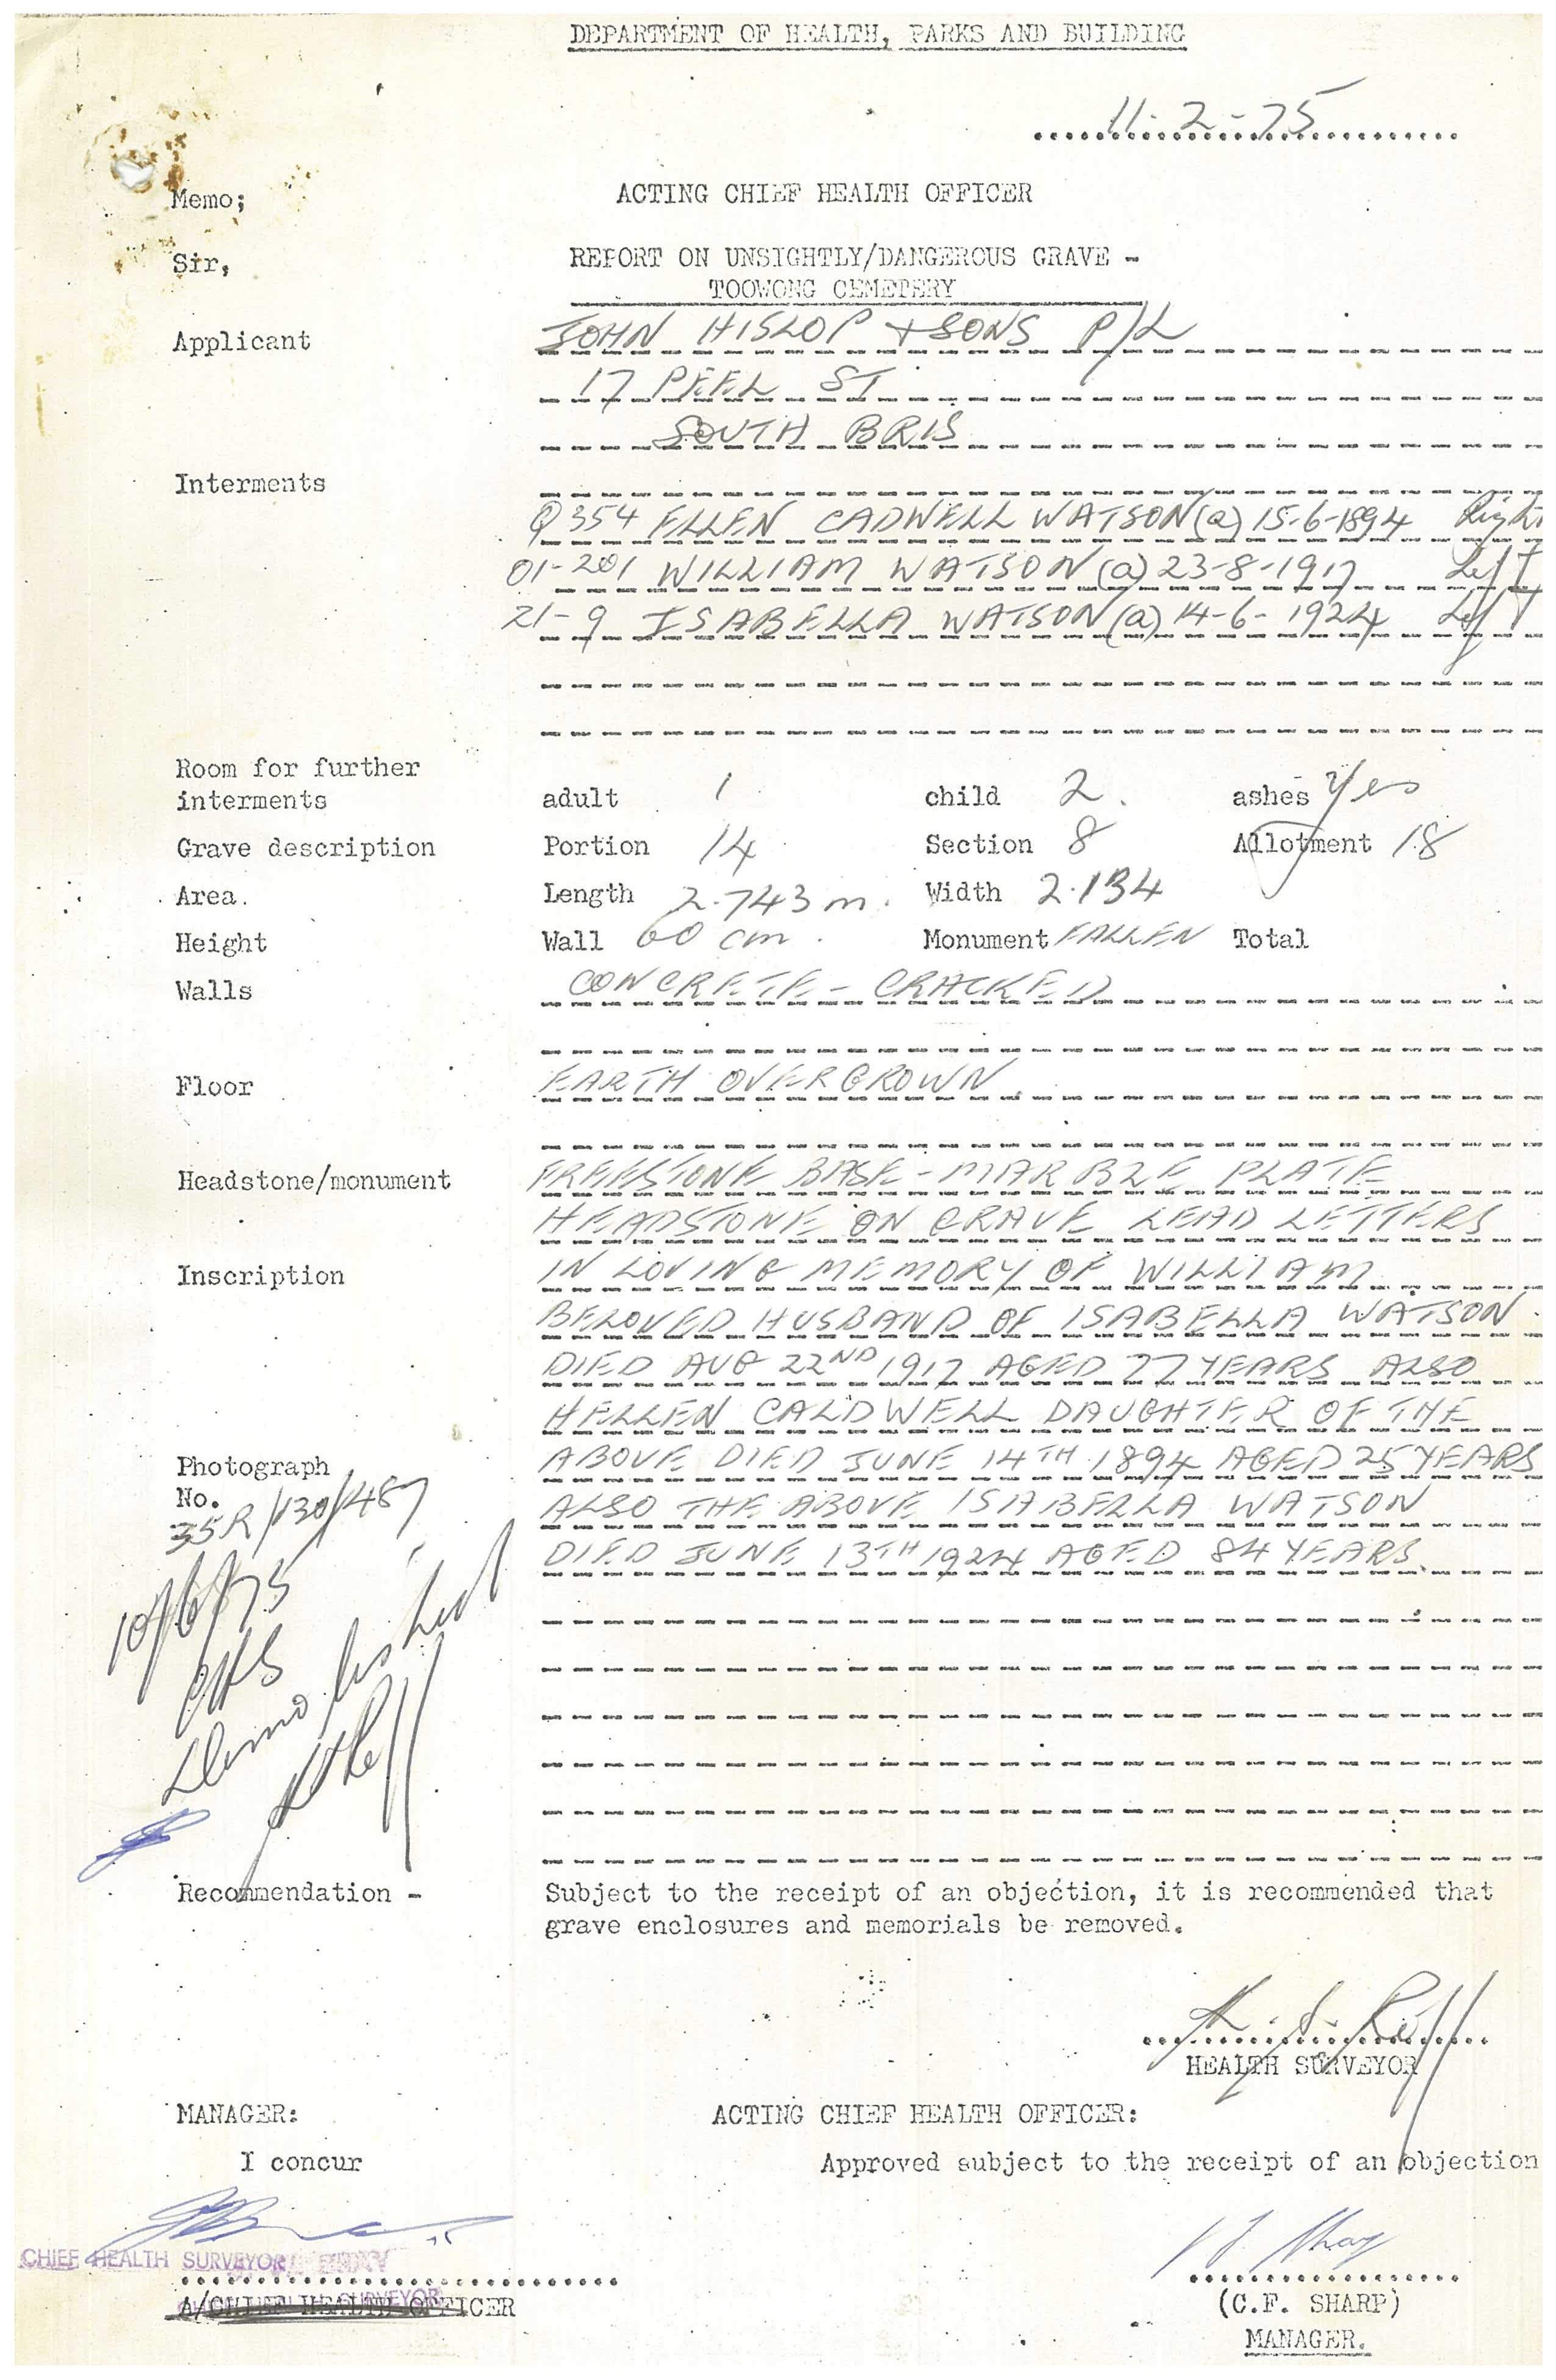 DEPARTMENT OF HEALTH, PARKS AND BUILDING
11-2-75
Memo; ACTING CHIEF HEALTH OFFICER
Sir, REPORT ON UNSIGHTLY/DANGEROUS GRAVE -
TOOWONG CEMETERY
Applicant JOHN HISLOP + SONS P/L
17 PEEL ST
SOUTH BRIS
Interments
Q354 ELLEN CADWELL WATSON (a) 15-6-1894 Right
01-201 WILLIAM WATSON (a) 23-8-1917 Left
21-9 ISABELLA WATSON (a) 14-6-1924 Left
Room for further
interments adult 1 child 2. ashes Yes
Grave description Portion 14 Section 8 Allotment 18
Area. Length 2.743 m. Width 2.134
Height Wall 60 cm. Monument FALLEN Total
Walls CONCRETE - CRACKED
Floor EARTH OVERGROWN.
Headstone/monument FREESTONE BASE - MARBLE PLATE
HEADSTONE ON GRAVE LEAD LETTERS
Inscription IN LOVING MEMORY OF WILLIAM
BELOVED HUSBAND OF ISABELLA WATSON.
DIED AUG 22ND 1917 AGED 77 YEARS ALSO
HELLEN CALDWELL DAUGHTER OF THE
Photograph ABOVE DIED JUNE 14TH 1894 AGED 25 YEARS
No. ALSO THE ABOVE ISABELLA WATSON
35R/130/487 DIED JUNE 13TH 1924 AGED 84 YEARS.
10/6/75
CHS
Recommendation - Subject to the receipt of an objection, it is recommended that
grave enclosures and memorials be removed.
HEALTH SURVEYOR
MANAGER: ACTING CHIEF HEALTH OFFICER:
I concur Approved subject to the receipt of an objection
CHIEF HEALTH SURVEYOR
A/CHIEF HEALTH OFFICER (C.F. SHARP)
MANAGER.